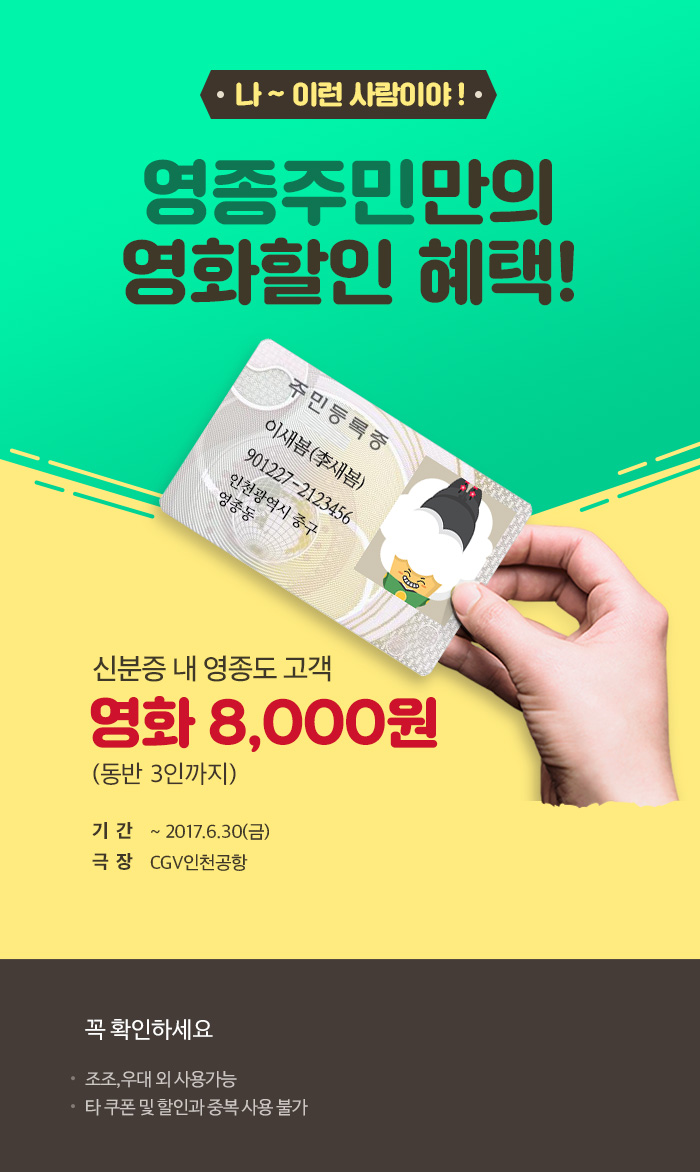 나 ~ 이런 사람이야 !
영종주민만의
영화할인 혜택!
주민등록증
이새봄(李새봄)
901227-2123456
인천광역시 중구
영종동
신분증 내 영종도 고객
영화 8,000원
(동반 3인까지)
기 간 ~ 2017.6.30(금)
극 장 CGV인천공항
꼭 확인하세요
• 조조,우대 외 사용가능
• 타 쿠폰 및 할인과 중복 사용 불가